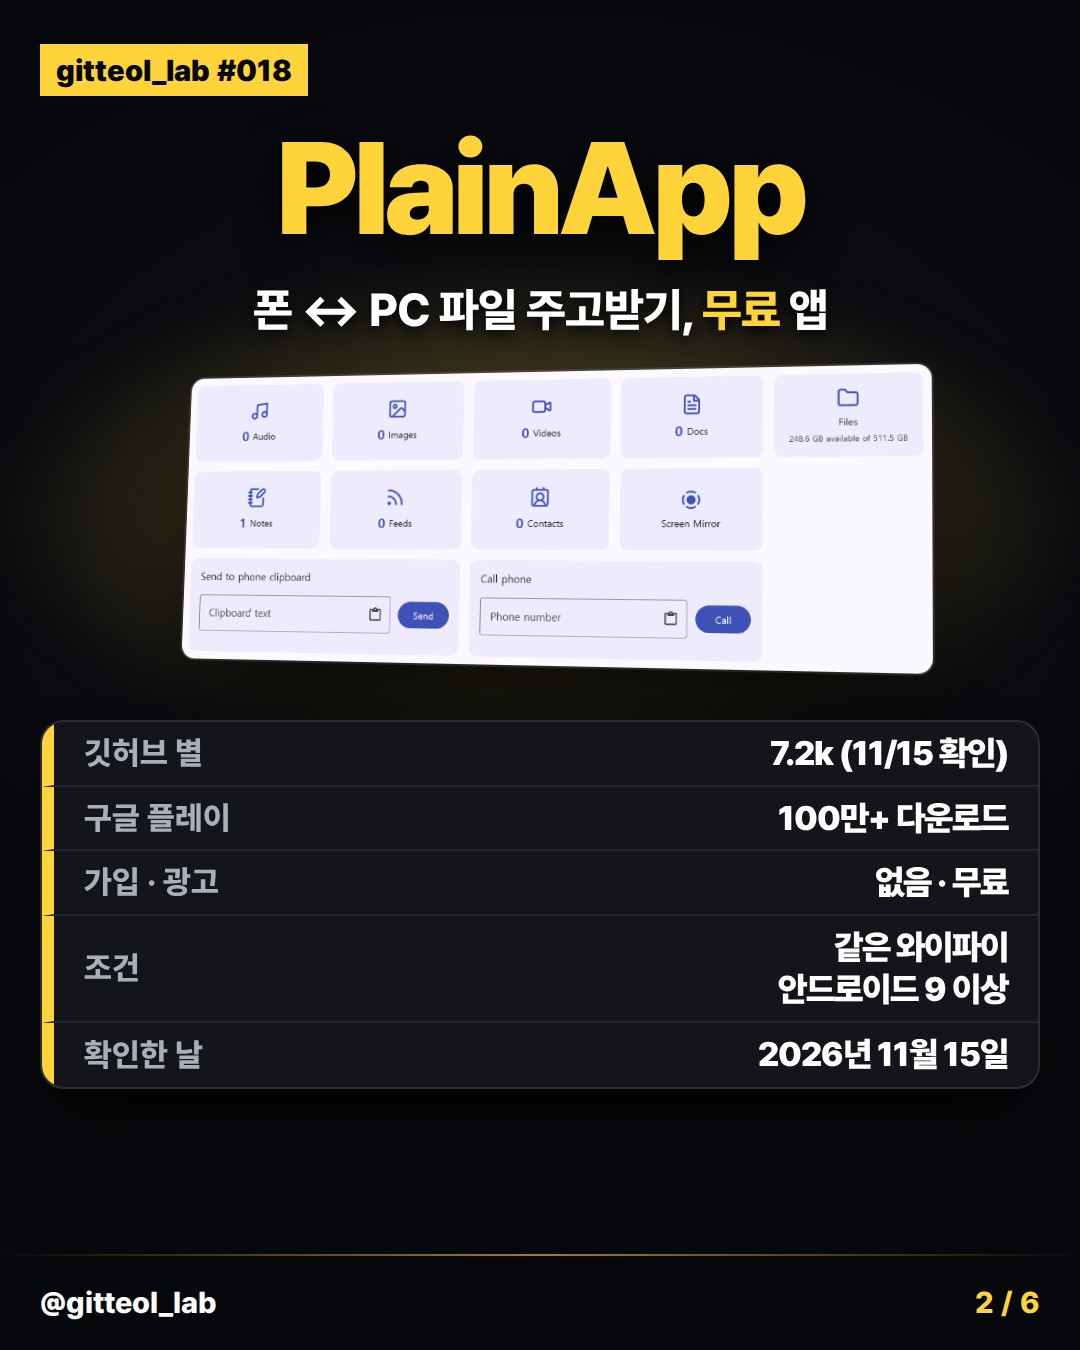 gitteol_lab #018
PlainApp
폰 ↔ PC 파일 주고받기, 무료 앱
0 Audio
0 Images
0 Videos
0 Docs
Files
248.6 GB available of 511.5 GB
1 Notes
0 Feeds
0 Contacts
Screen Mirror
Send to phone clipboard
Clipboard text
Send
Call phone
Phone number
Call
깃허브 별
7.2k (11/15 확인)
구글 플레이
100만+ 다운로드
가입 · 광고
없음 · 무료
조건
같은 와이파이
안드로이드 9 이상
확인한 날
2026년 11월 15일
@gitteol_lab
2 / 6